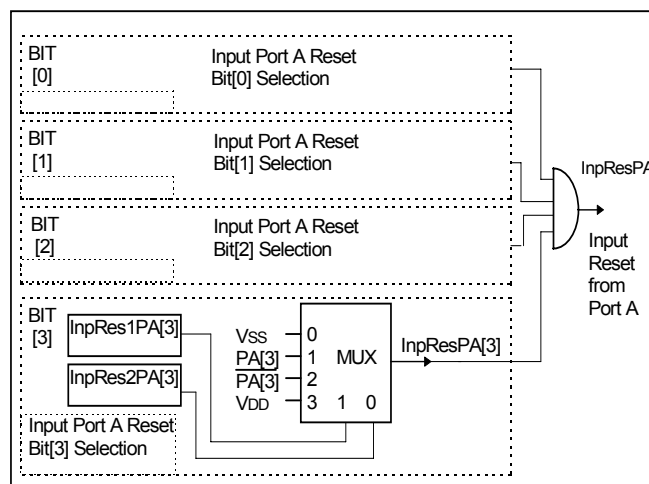 BIT
[0]
Input Port A Reset
Bit[0] Selection
BIT
[1]
Input Port A Reset
Bit[1] Selection
BIT
[2]
Input Port A Reset
Bit[2] Selection
InpResPA
Input
Reset
from
Port A
BIT
[3]
InpRes1PA[3]
InpRes2PA[3]
VSS 0
PA[3] 1
PA[3] 2
VDD 3
MUX
1 0
InpResPA[3]
Input Port A Reset
Bit[3] Selection